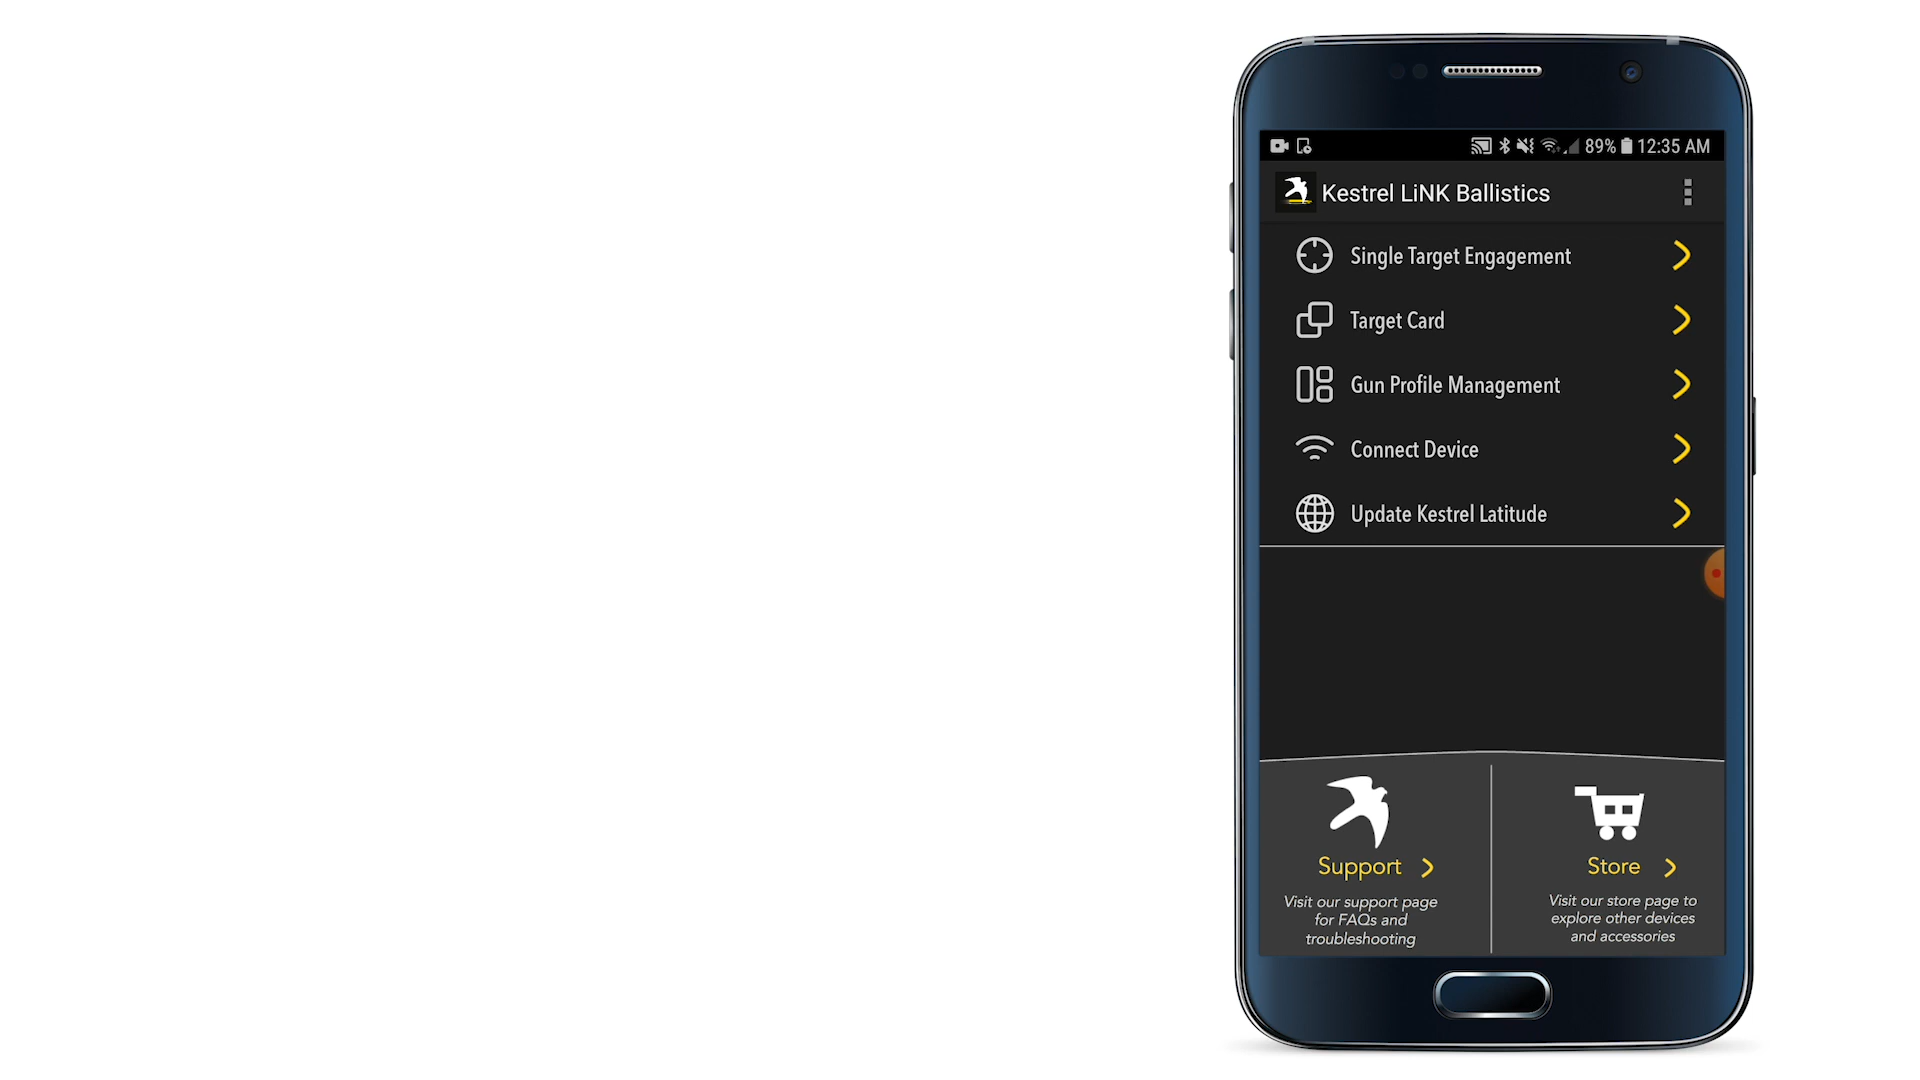 89% 12:35 AM
Kestrel LiNK Ballistics
Single Target Engagement
Target Card
Gun Profile Management
Connect Device
Update Kestrel Latitude
Support
Visit our support page
for FAQs and
troubleshooting
Store
Visit our store page to
explore other devices
and accessories